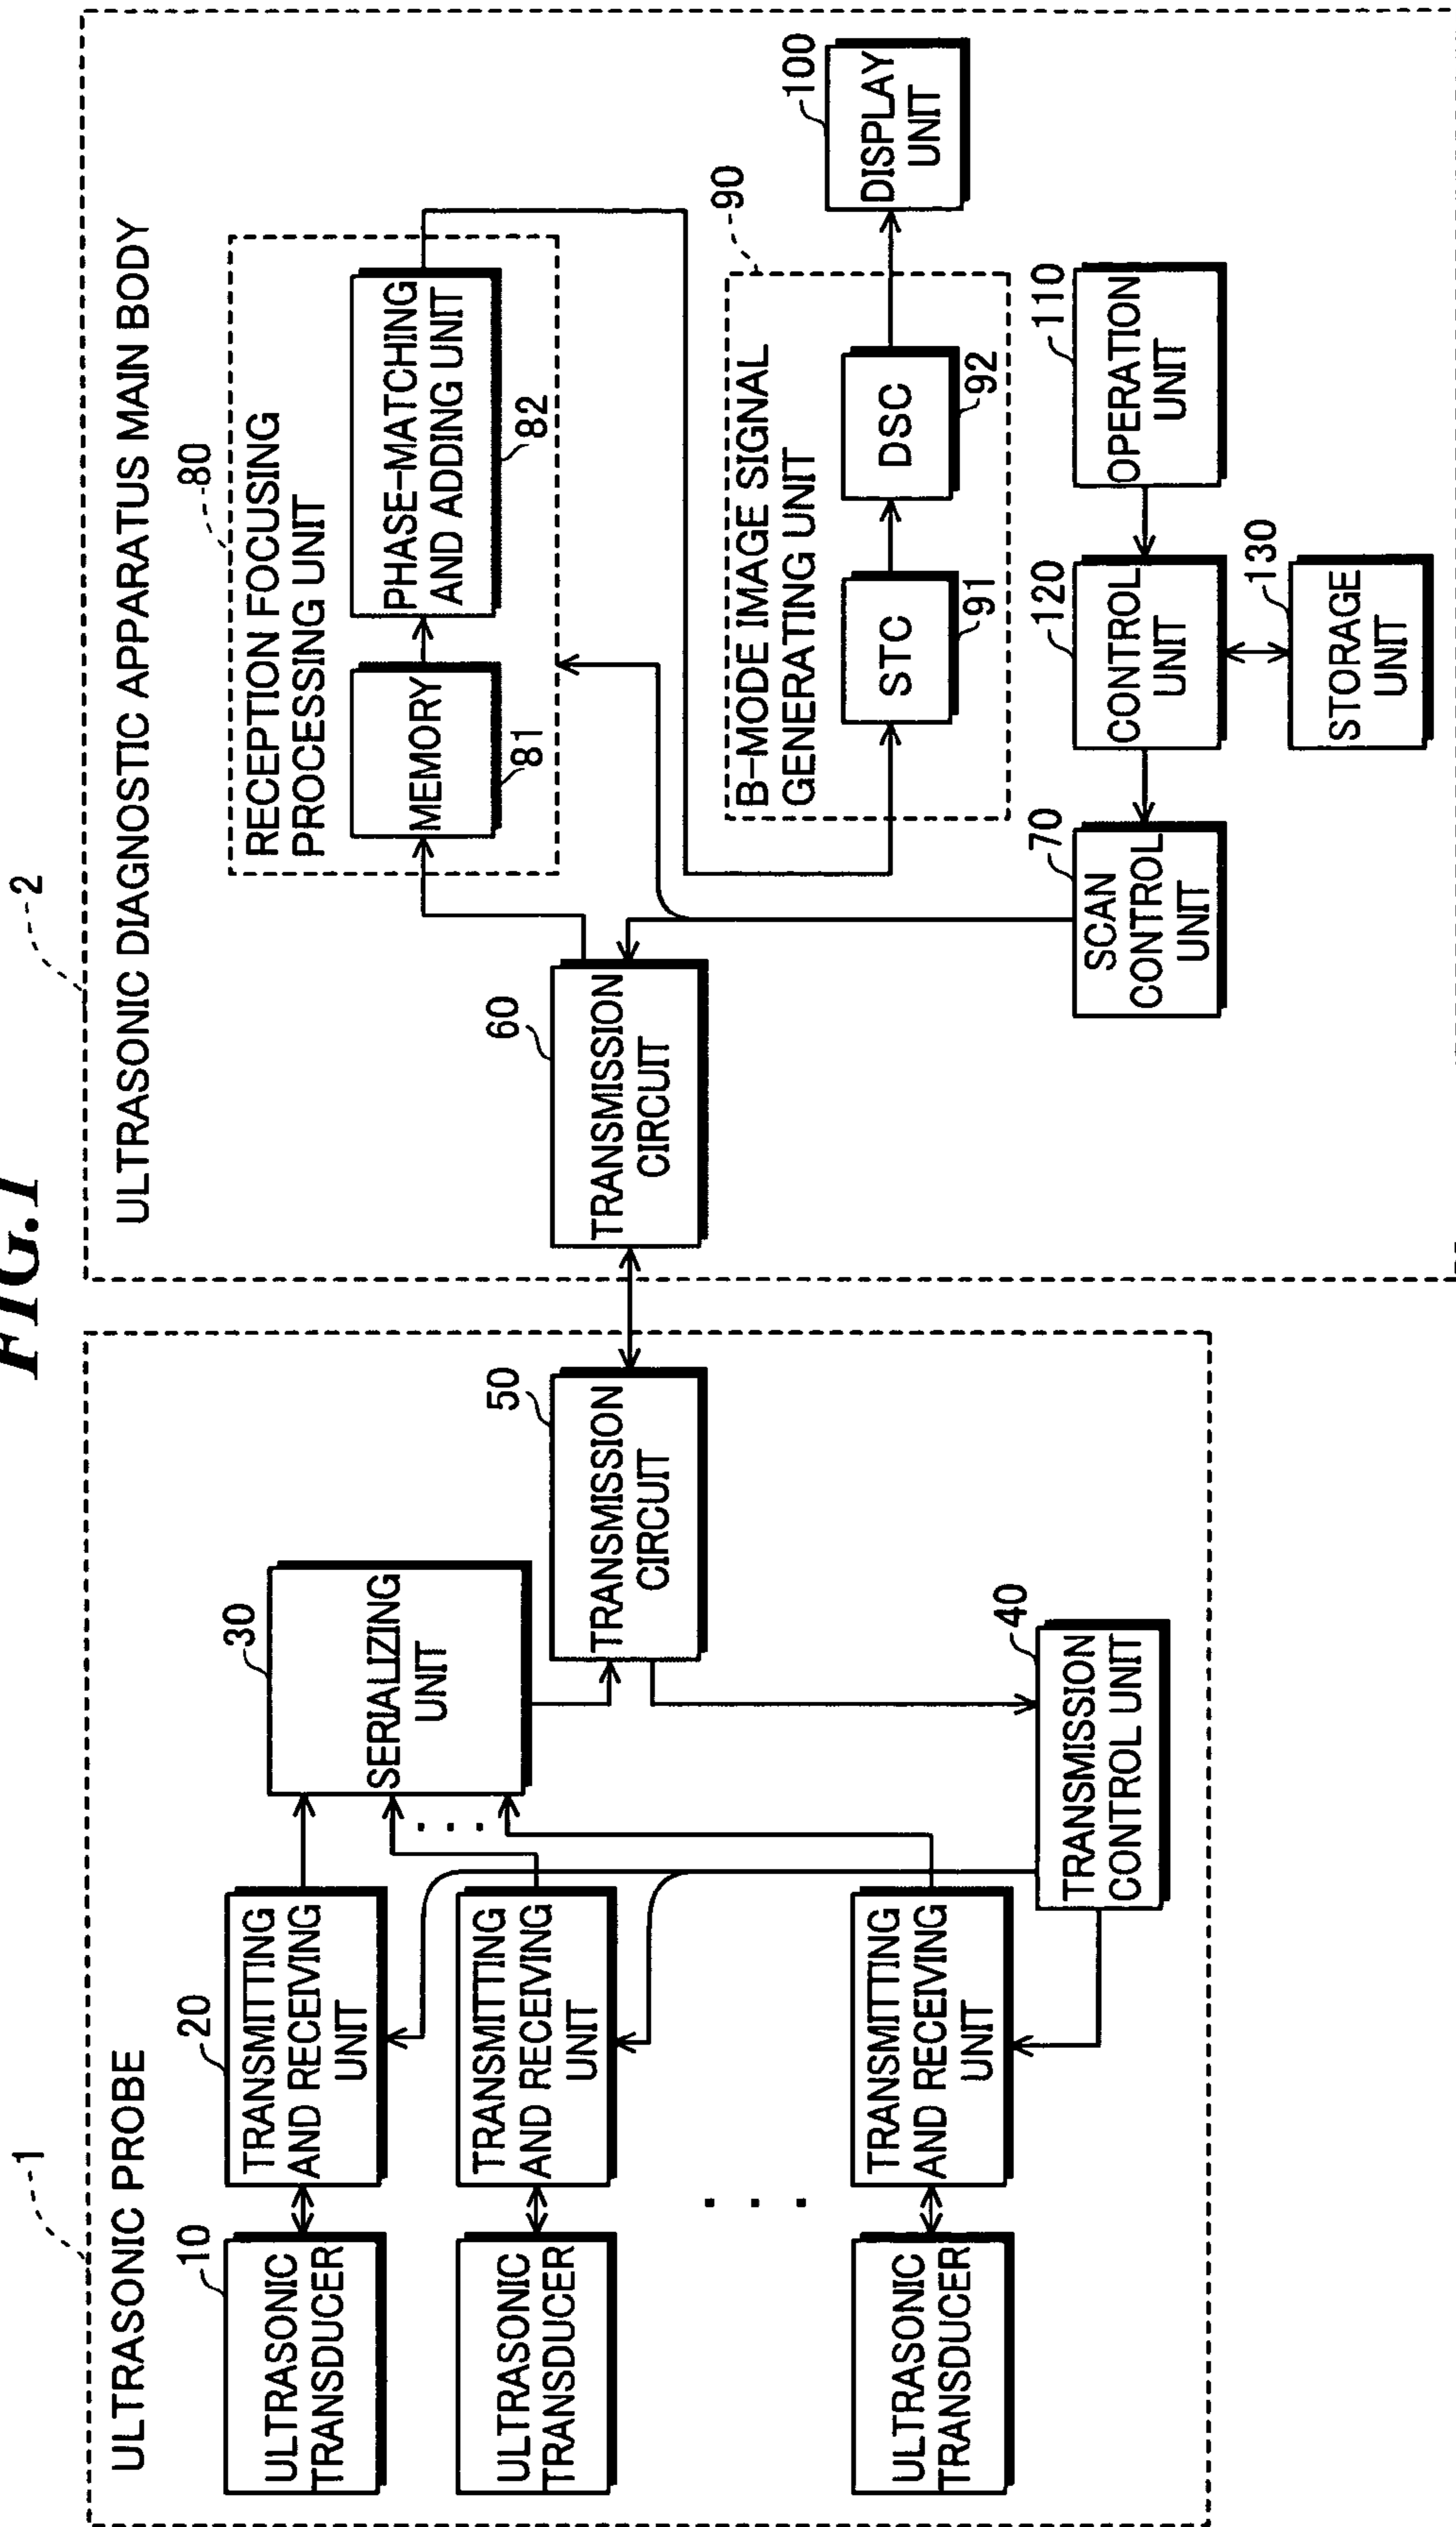 FIG.1
1
ULTRASONIC PROBE
10
ULTRASONIC
TRANSDUCER
20
TRANSMITTING
AND RECEIVING
UNIT
ULTRASONIC
TRANSDUCER
TRANSMITTING
AND RECEIVING
UNIT
. . .
ULTRASONIC
TRANSDUCER
TRANSMITTING
AND RECEIVING
UNIT
. . .
30
SERIALIZING
UNIT
50
TRANSMISSION
CIRCUIT
40
TRANSMISSION
CONTROL UNIT
2
ULTRASONIC DIAGNOSTIC APPARATUS MAIN BODY
60
TRANSMISSION
CIRCUIT
80
RECEPTION FOCUSING
PROCESSING UNIT
MEMORY
81
PHASE-MATCHING
AND ADDING UNIT
82
90
B-MODE IMAGE SIGNAL
GENERATING UNIT
STC
91
DSC
92
100
DISPLAY
UNIT
70
SCAN
CONTROL
UNIT
120
CONTROL
UNIT
110
OPERATION
UNIT
130
STORAGE
UNIT